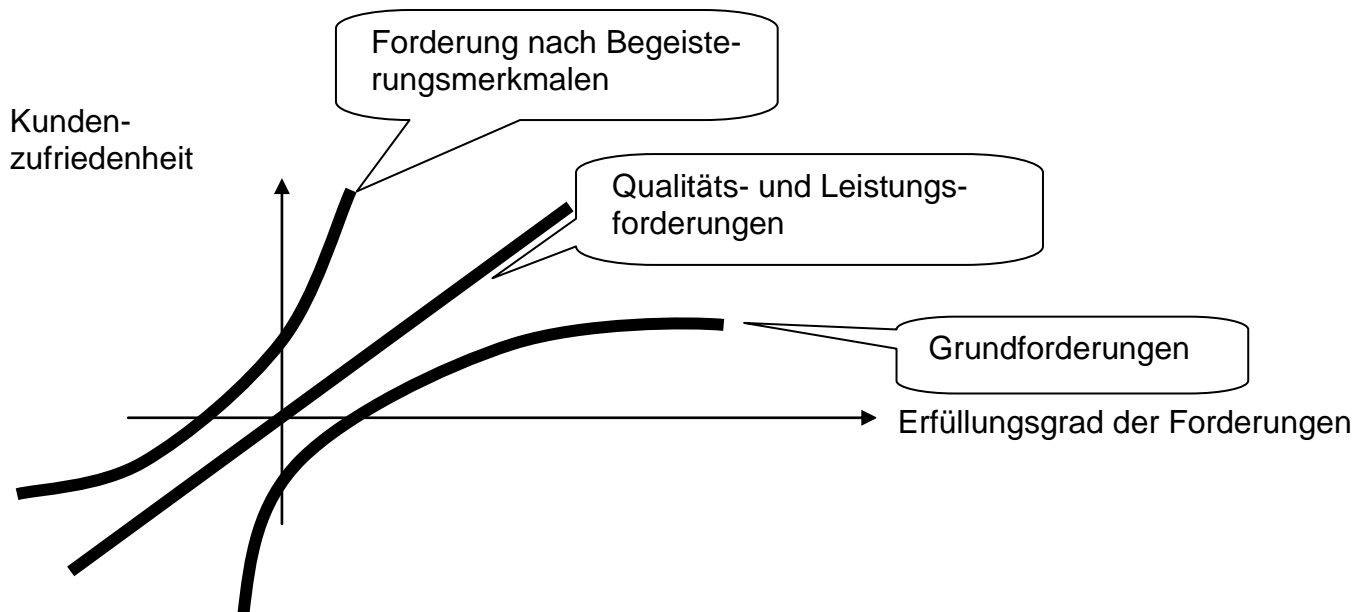 Forderung nach Begeiste-
rungsmerkmalen
Kunden-
zufriedenheit
Qualitäts- und Leistungs-
forderungen
Grundforderungen
Erfüllungsgrad der Forderungen